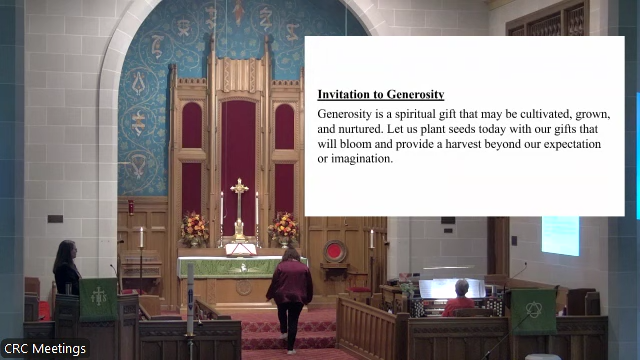 Invitation to Generosity
Generosity is a spiritual gift that may be cultivated, grown,
and nurtured. Let us plant seeds today with our gifts that
will bloom and provide a harvest beyond our expectation
or imagination.
CRC Meetings